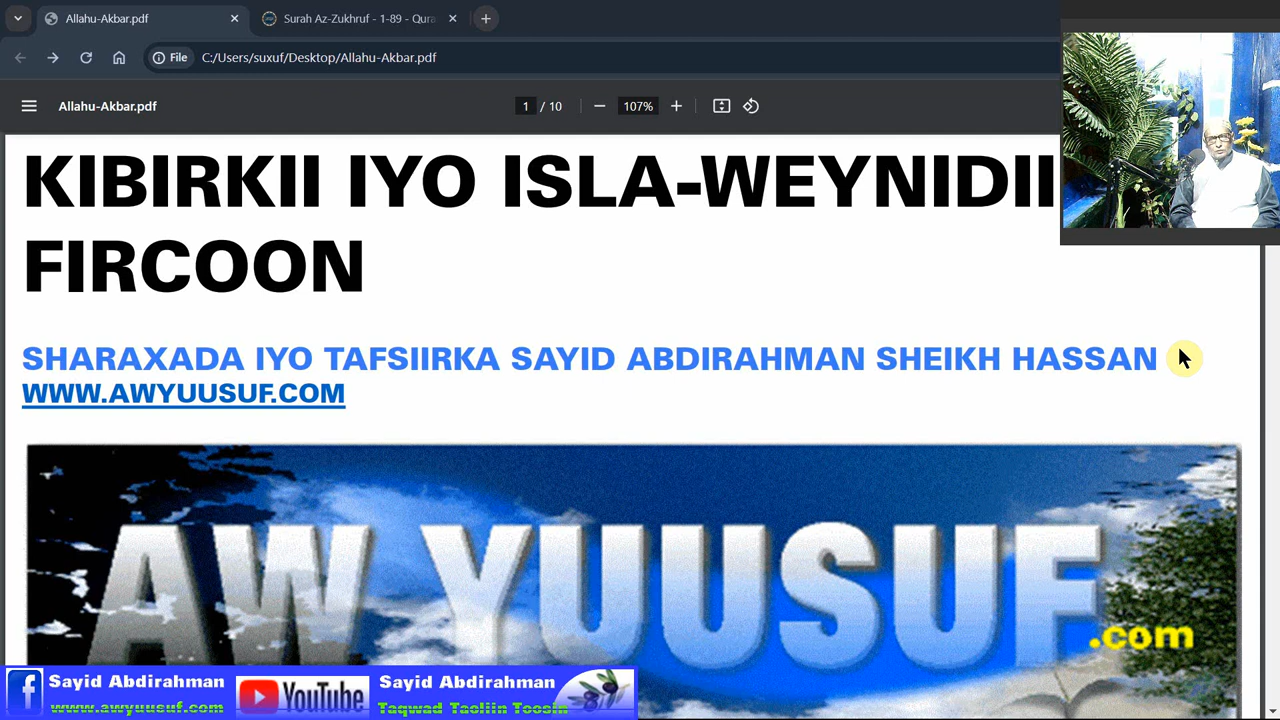 Allahu-Akbar.pdf
Surah Az-Zukhruf - 1-89 - Qura
File
C:/Users/suxuf/Desktop/Allahu-Akbar.pdf
Allahu-Akbar.pdf
1 / 10
107%
KIBIRKII IYO ISLA-WEYNIDII
FIRCOON
SHARAXADA IYO TAFSIIRKA SAYID ABDIRAHMAN SHEIKH HASSAN
WWW.AWYUUSUF.COM
AW YUUSUF
.com
Sayid Abdirahman
www.awyuusuf.com
YouTube
Sayid Abdirahman
Taqwad Taoliin Toosin